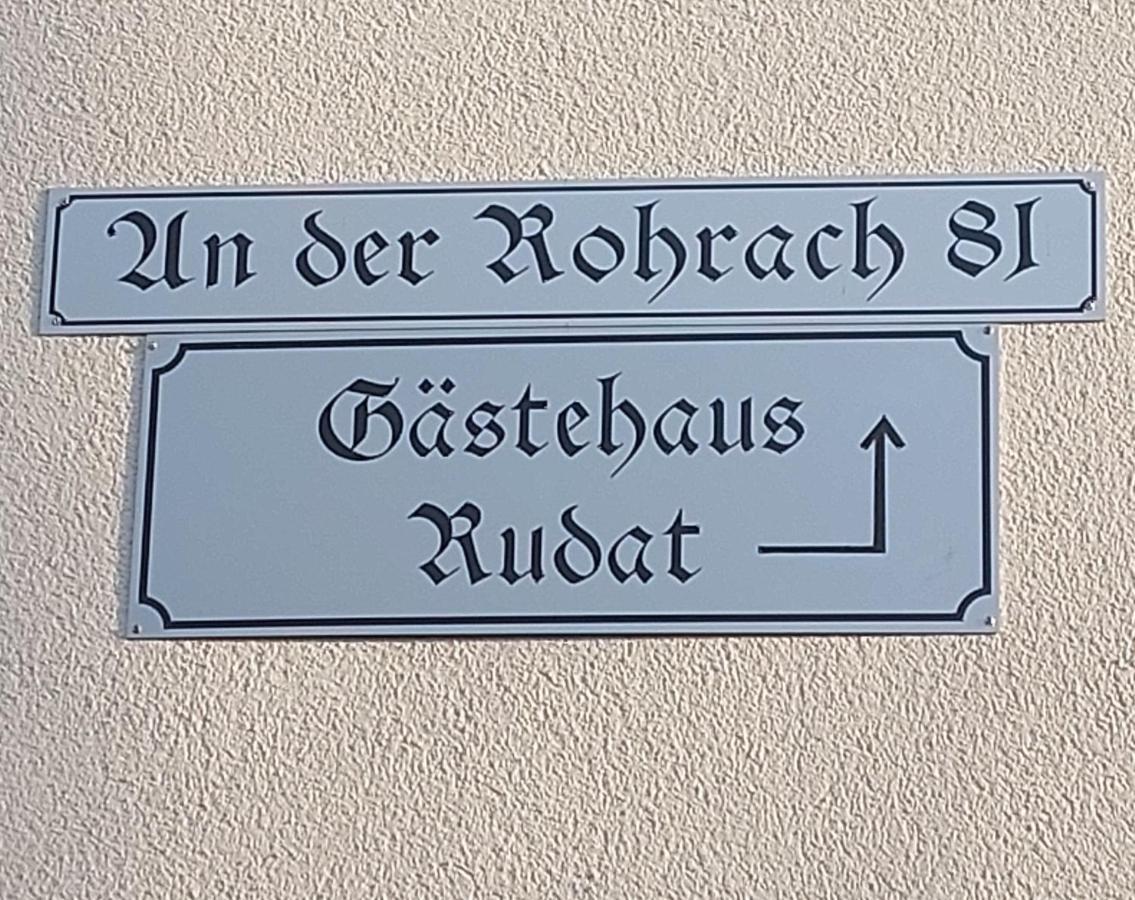 An der Rohrach 81
Gästehaus
Rudat